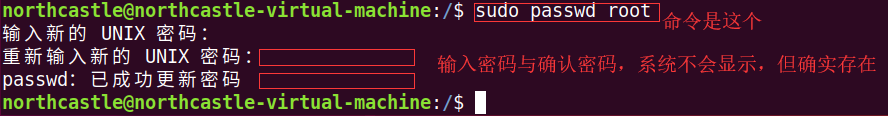 northcastle@northcastle-virtual-machine:/$ sudo passwd root
命令是这个
输入新的 UNIX 密码：
重新输入新的 UNIX 密码：
输入密码与确认密码，系统不会显示，但确实存在
passwd：已成功更新密码
northcastle@northcastle-virtual-machine:/$